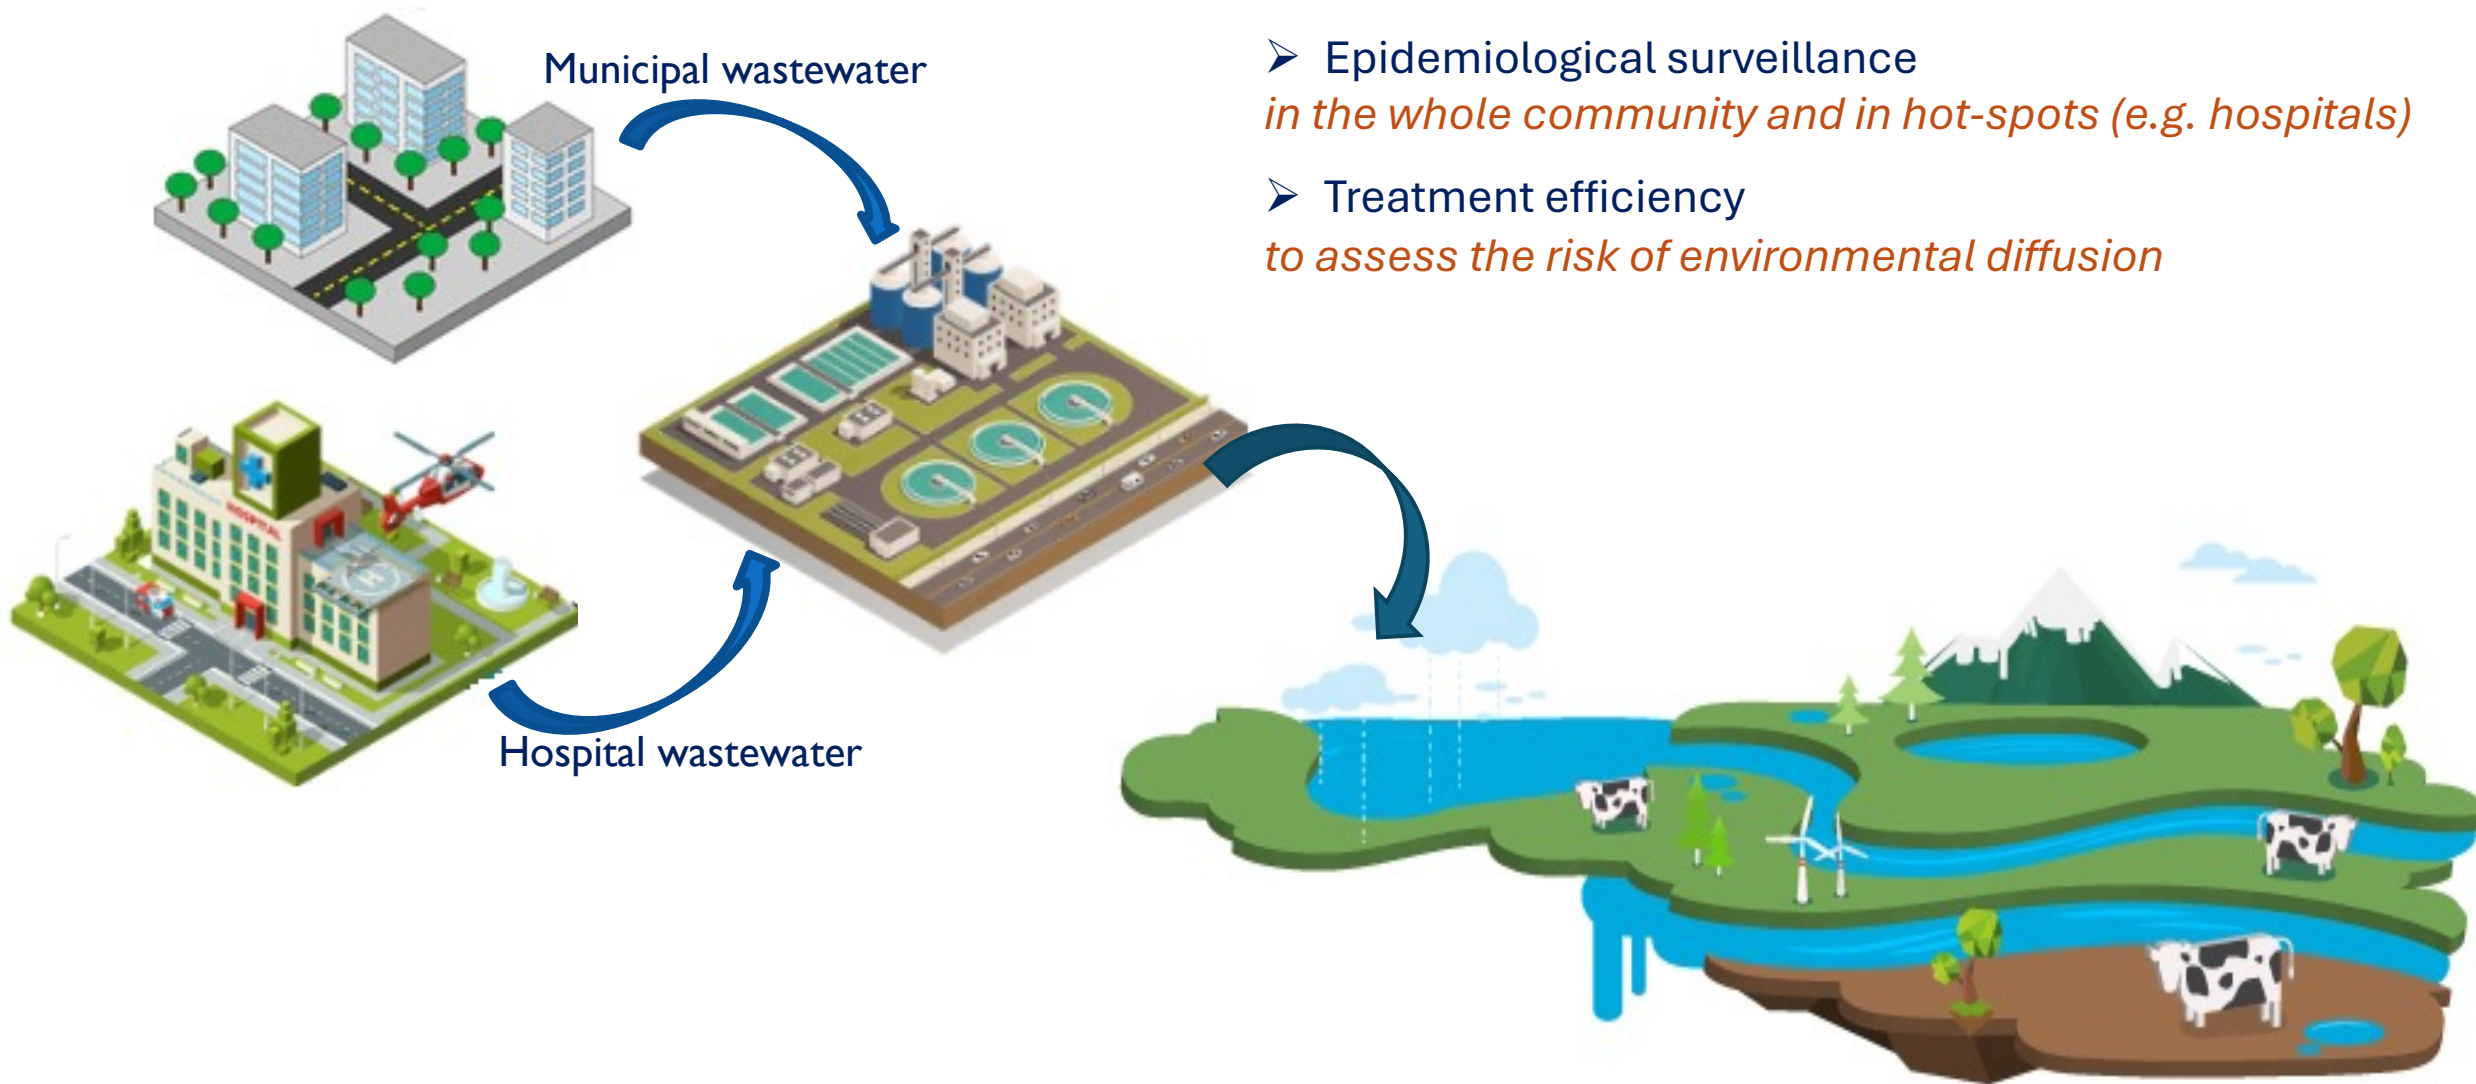 Municipal wastewater
➢ Epidemiological surveillance
in the whole community and in hot-spots (e.g. hospitals)
➢ Treatment efficiency
to assess the risk of environmental diffusion
HOSPITAL
H
Hospital wastewater